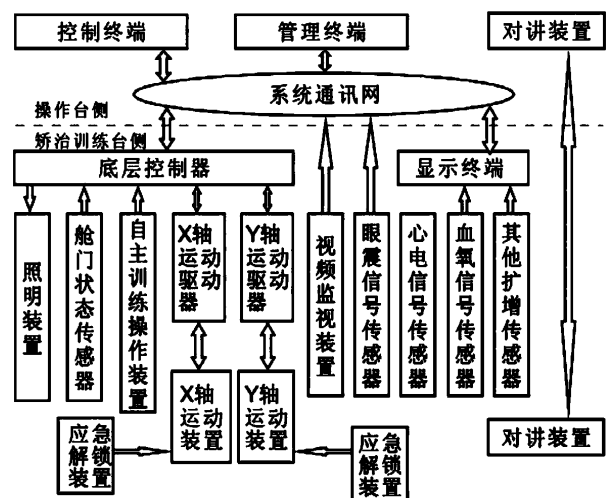 控制终端
管理终端
对讲装置
系统通讯网
操作台侧
矫治训练台侧
底层控制器
显示终端
照明装置
舱门状态传感器
自主训练操作装置
X轴运动驱动器
Y轴运动驱动器
视频监视装置
眼震信号传感器
心电信号传感器
血氧信号传感器
其他扩增传感器
X轴
运动
装置
Y轴
运动
装置
对讲装置
应急
解锁
装置
应急
解锁
装置